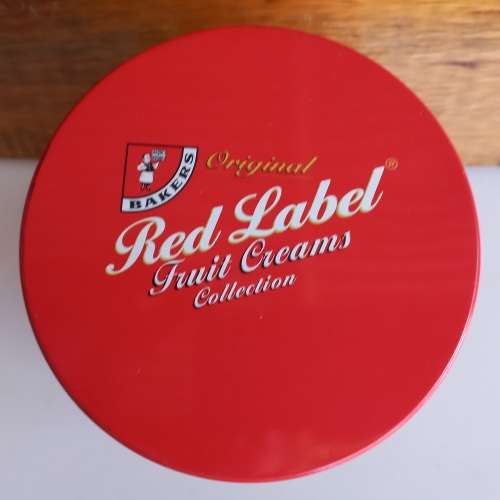 BAKERS
Original
Red Label®
Fruit Creams
Collection